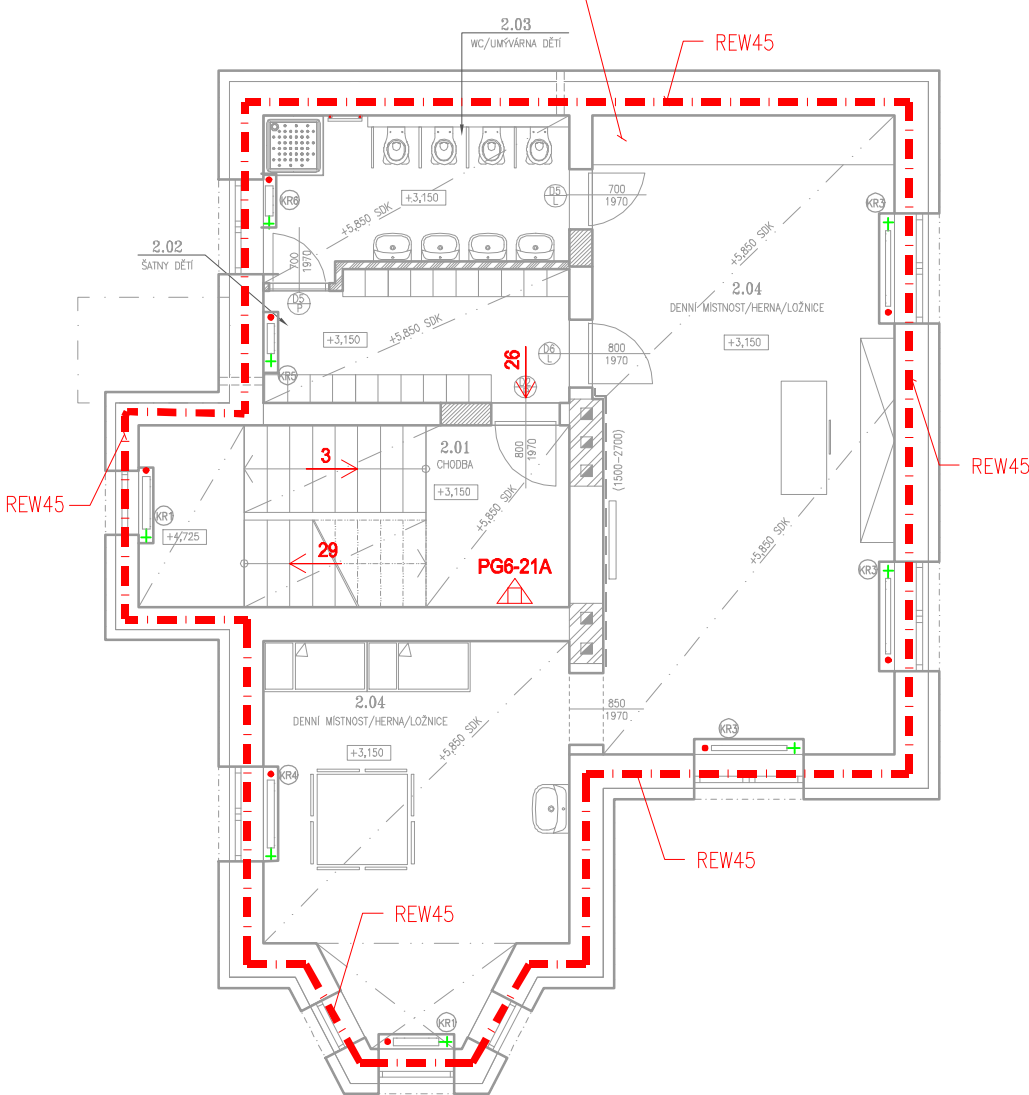 2.03
WC/UMÝVÁRNA DĚTÍ
REW45
KR6
+3,150
+5,850 SDK
D5
L
700
1970
KR3
+5,850 SDK
2.02
ŠATNY DĚTÍ
700
1970
2.04
DENNÍ MÍSTNOST/HERNA/LOŽNICE
D5
P
+3,150
+5,850 SDK
+3,150
26
D6
L
800
1970
KR5
REW45
3
2.01
CHODBA
800
1970
(1500-2700)
REW45
KR1
+3,150
+5,850 SDK
+4,725
29
PG6-21A
+5,850 SDK
KR3
2.04
DENNÍ MÍSTNOST/HERNA/LOŽNICE
850
1970
+3,150
+5,850 SDK
KR3
KR4
REW45
REW45
KR1